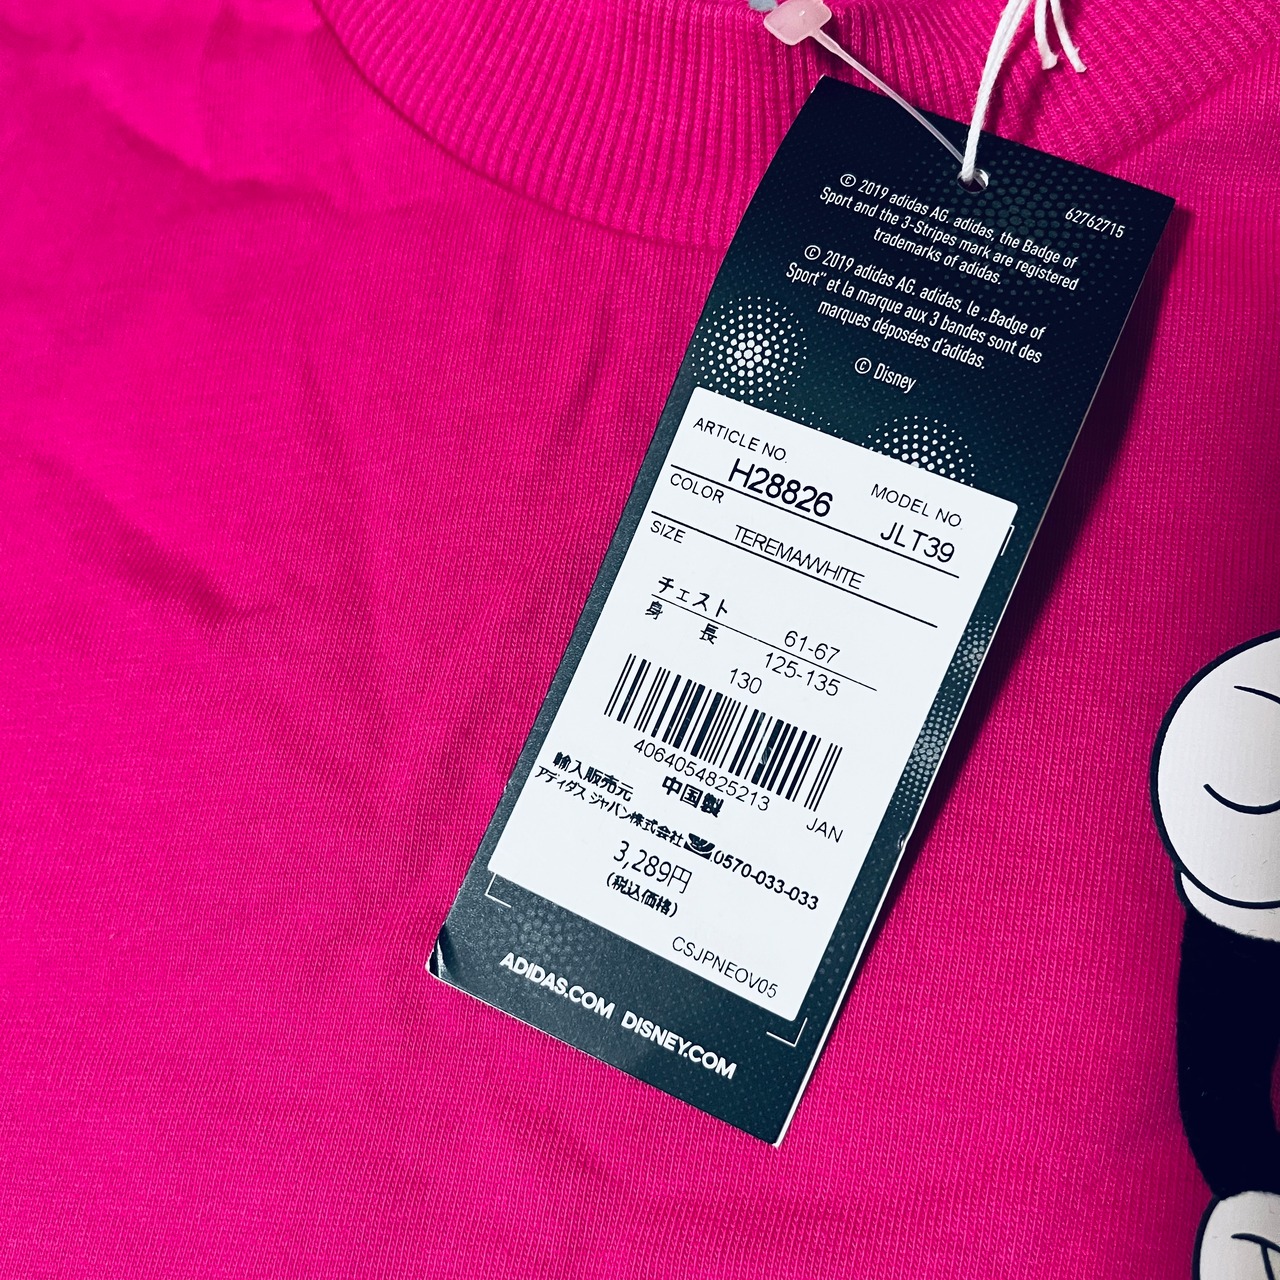 62762715
© 2019 adidas AG. adidas, the Badge of
Sport and the 3-Stripes mark are registered
trademarks of adidas.
© 2019 adidas AG. adidas, le „Badge of
Sport“ et la marque aux 3 bandes sont des
marques déposées d'adidas.
© Disney
ARTICLE NO.
MODEL NO
H28826
JLT39
COLOR
TEREMA/WHITE
SIZE
チェスト 61-67
身長 125-135
130
4064054825213
JAN
中国製
輸入販売元
アディダス ジャパン株式会社 0570-033-033
3,289円
(税込価格)
CSJPNEOV05
ADIDAS.COM DISNEY.COM